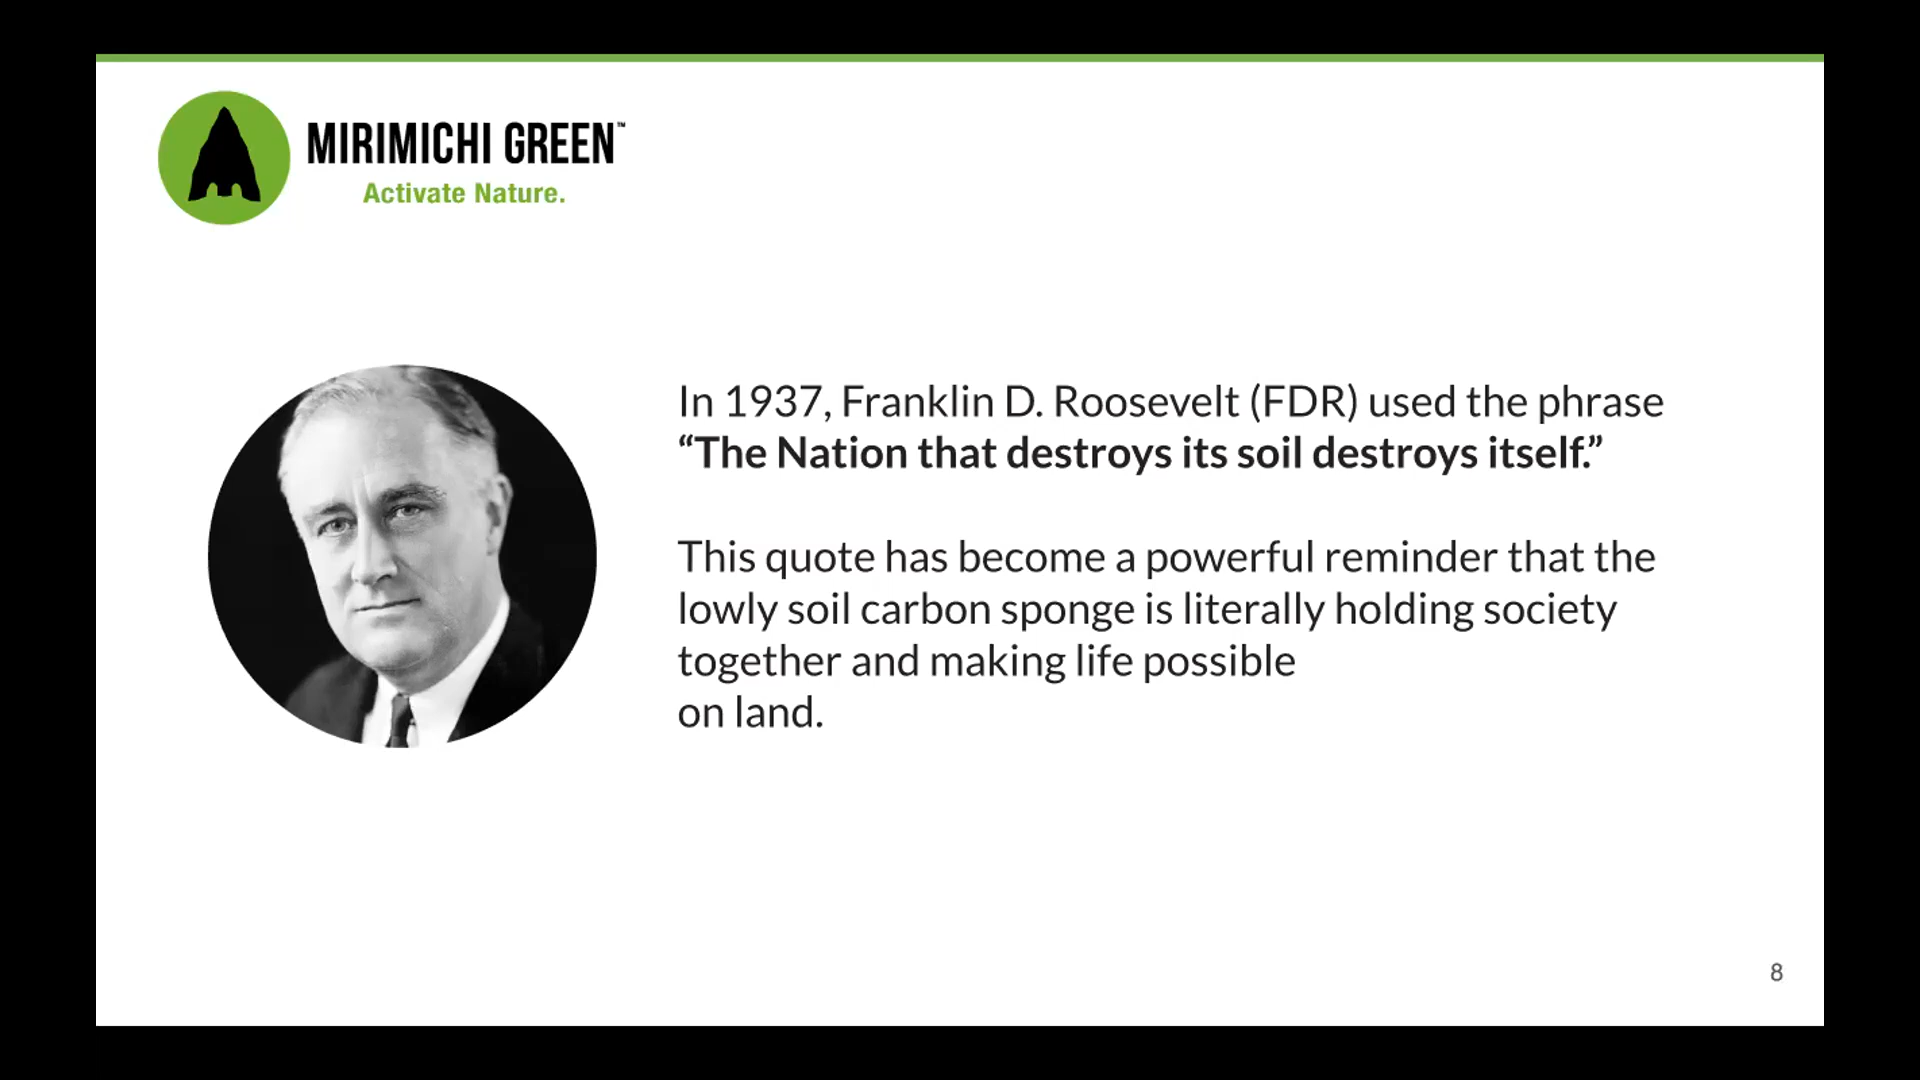 MIRIMICHI GREEN™
Activate Nature.
In 1937, Franklin D. Roosevelt (FDR) used the phrase
“The Nation that destroys its soil destroys itself.”
This quote has become a powerful reminder that the
lowly soil carbon sponge is literally holding society
together and making life possible
on land.
8